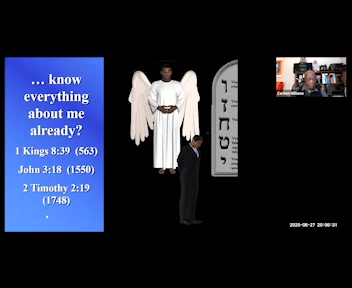 … know
everything
about me
already?
1 Kings 8:39 (563)
John 3:18 (1550)
2 Timothy 2:19
(1748)
ו
ז
ח
ט
י
2020-08-27 20:06:31